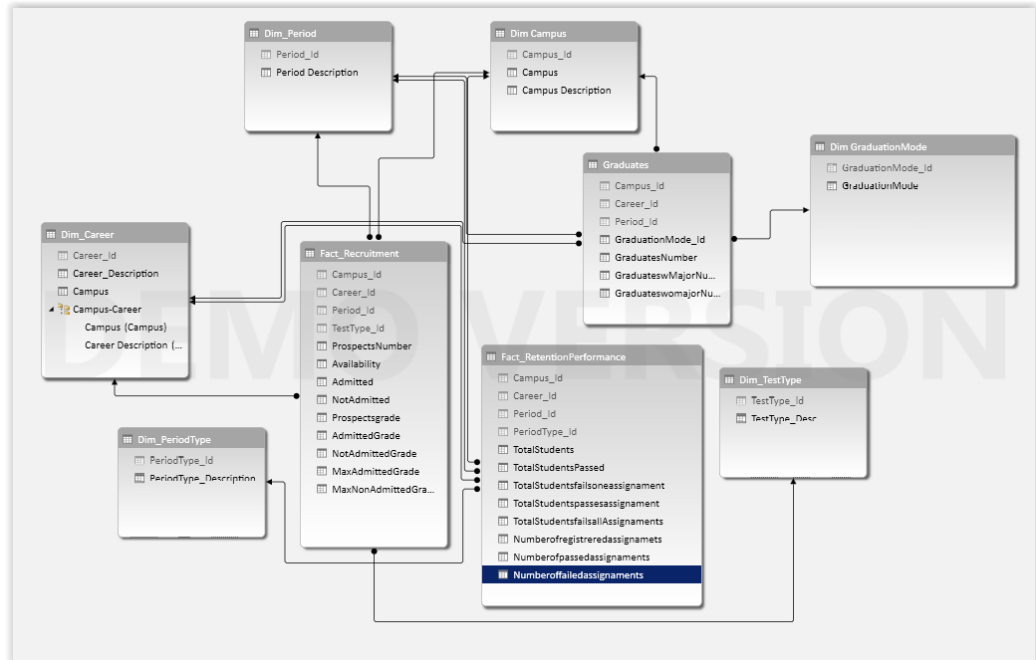 Dim_Period
Period_Id
Period Description
Dim Campus
Campus_Id
Campus
Campus Description
Graduates
Campus_Id
Career_Id
Period_Id
GraduationMode_Id
GraduatesNumber
GraduateswMajorNu...
GraduateswomajorNu...
Dim GraduationMode
GraduationMode_Id
GraduationMode
Dim_Career
Career_Id
Career_Description
Campus
Campus-Career
Campus (Campus)
Career Description (...
Fact_Recruitment
Campus_Id
Career_Id
Period_Id
TestType_Id
ProspectsNumber
Availability
Admitted
NotAdmitted
Prospectsgrade
AdmittedGrade
NotAdmittedGrade
MaxAdmittedGrade
MaxNonAdmittedGra...
Fact_RetentionPerformance
Campus_Id
Career_Id
Period_Id
PeriodType_Id
TotalStudents
TotalStudentsPassed
TotalStudentsfailsoneassignament
TotalStudentspassesassignament
TotalStudentsfailsallAssignaments
Numberofregistreredassignamets
Numberofpassedassignaments
Numberoffailedassignaments
Dim_TestType
TestType_Id
TestType_Desc
Dim_PeriodType
PeriodType_Id
PeriodType_Description
DEMO VERSION